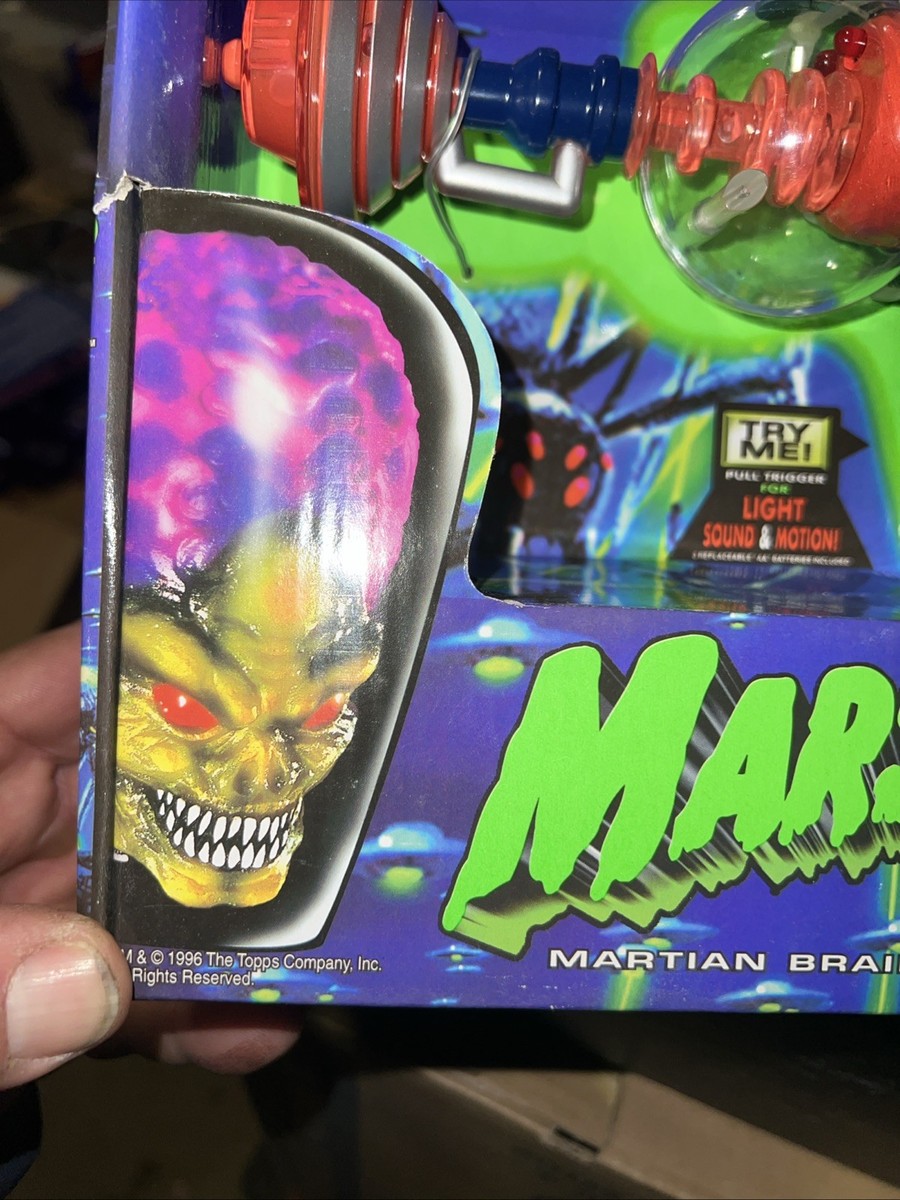 TRY
ME!
PULL TRIGGER
FOR
LIGHT
SOUND & MOTION!
MAR
MARTIAN BRAI
M & © 1996 The Topps Company, Inc.
Rights Reserved.